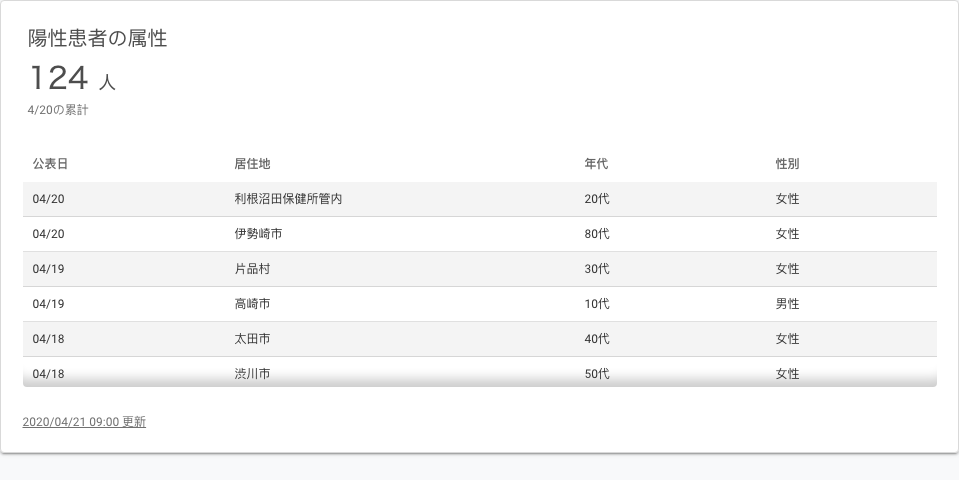 陽性患者の属性
124 人
4/20の累計
公表日 居住地 年代 性別
04/20 利根沼田保健所管内 20代 女性
04/20 伊勢崎市 80代 女性
04/19 片品村 30代 女性
04/19 高崎市 10代 男性
04/18 太田市 40代 女性
04/18 渋川市 50代 女性
2020/04/21 09:00 更新